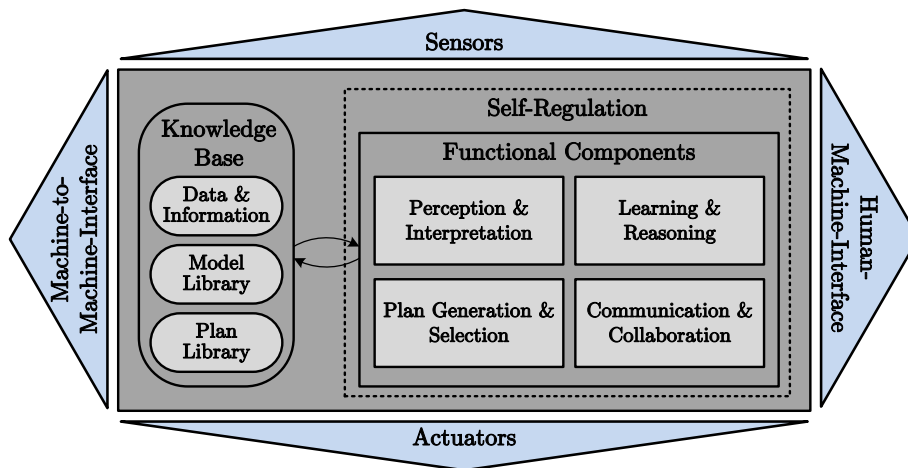 Sensors
Machine-to-
Machine-Interface
Knowledge
Base
Data &
Information
Model
Library
Plan
Library
Self-Regulation
Functional Components
Perception &
Interpretation
Learning &
Reasoning
Plan Generation &
Selection
Communication &
Collaboration
Human-
Machine-Interface
Actuators